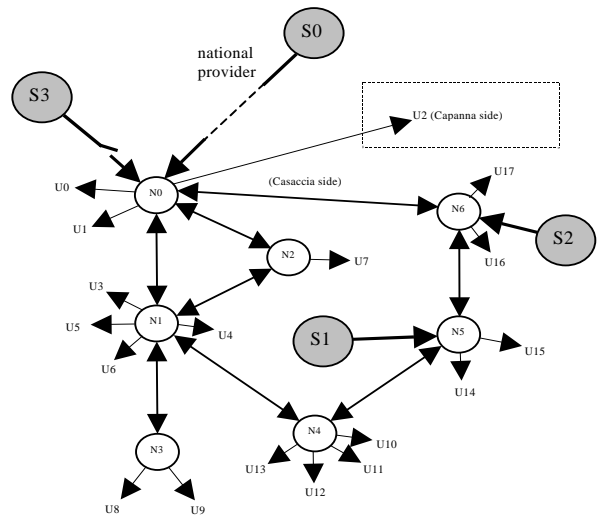 S0
national
provider
S3
U2 (Capanna side)
U17
U0
N0
(Casaccia side)
N6
U1
S2
N2
U16
U7
U3
N1
U5
U4
S1
N5
U15
U6
U14
N4
U10
N3
U13
U11
U12
U8
U9